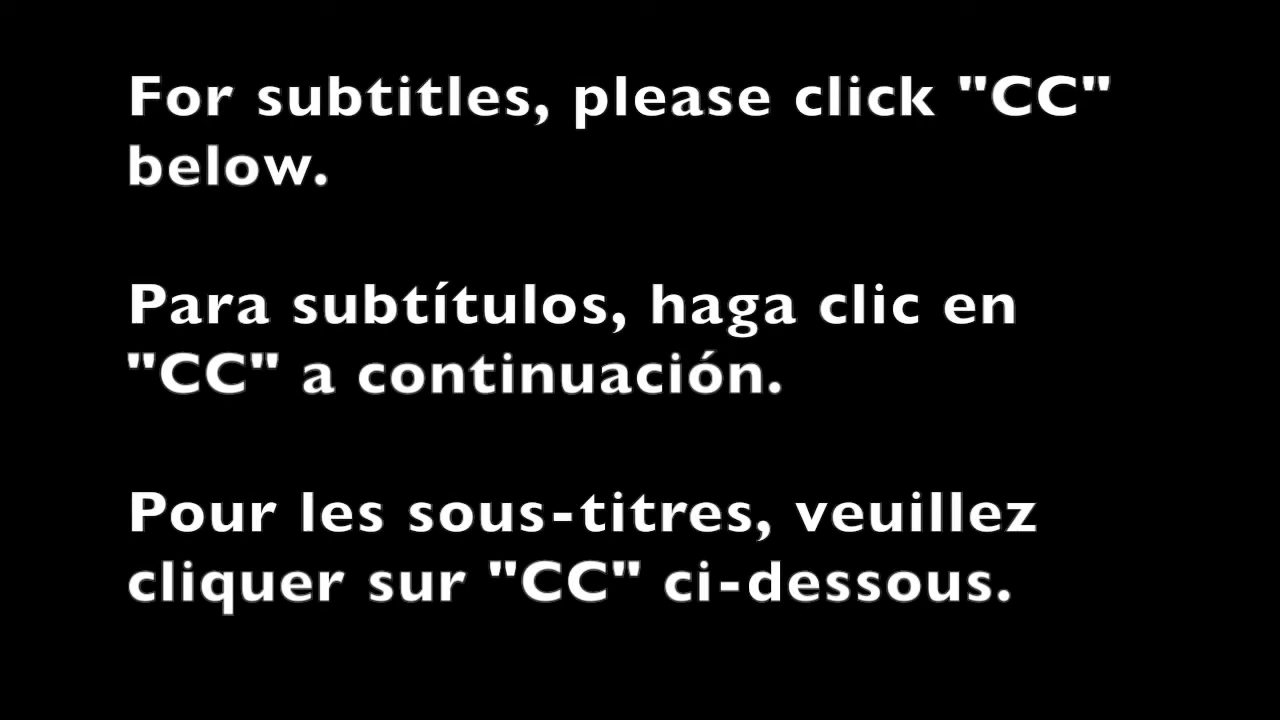 For subtitles, please click "CC"
below.
Para subtítulos, haga clic en
"CC" a continuación.
Pour les sous-titres, veuillez
cliquer sur "CC" ci-dessous.